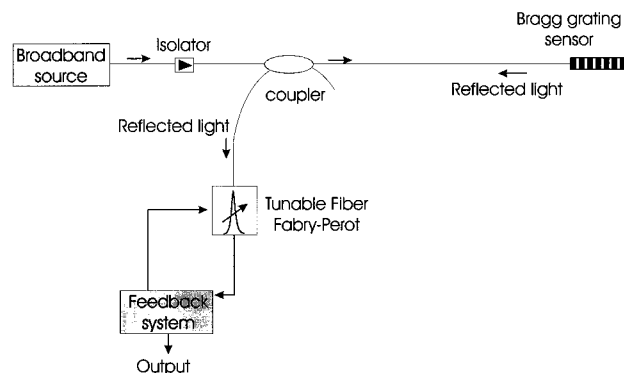 Broadband
source
Isolator
coupler
Bragg grating
sensor
Reflected light
Reflected light
Tunable Fiber
Fabry-Perot
Feedback
system
Output